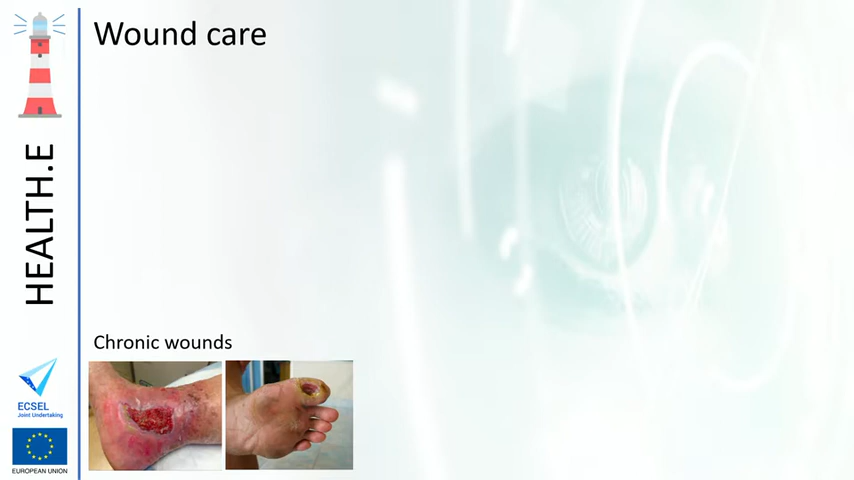 Wound care
HEALTH.E
Chronic wounds
ECSEL
Joint Undertaking
EUROPEAN UNION